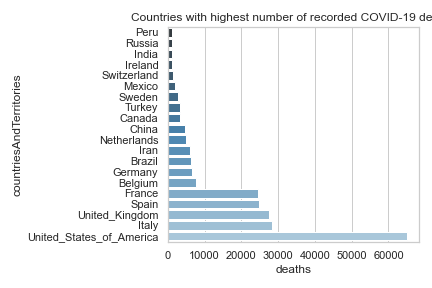 Countries with highest number of recorded COVID-19 de
Peru
Russia
India
Ireland
Switzerland
Mexico
Sweden
Turkey
Canada
China
Netherlands
Iran
Brazil
Germany
Belgium
France
Spain
United_Kingdom
Italy
United_States_of_America
countriesAndTerritories
0 10000 20000 30000 40000 50000 60000
deaths